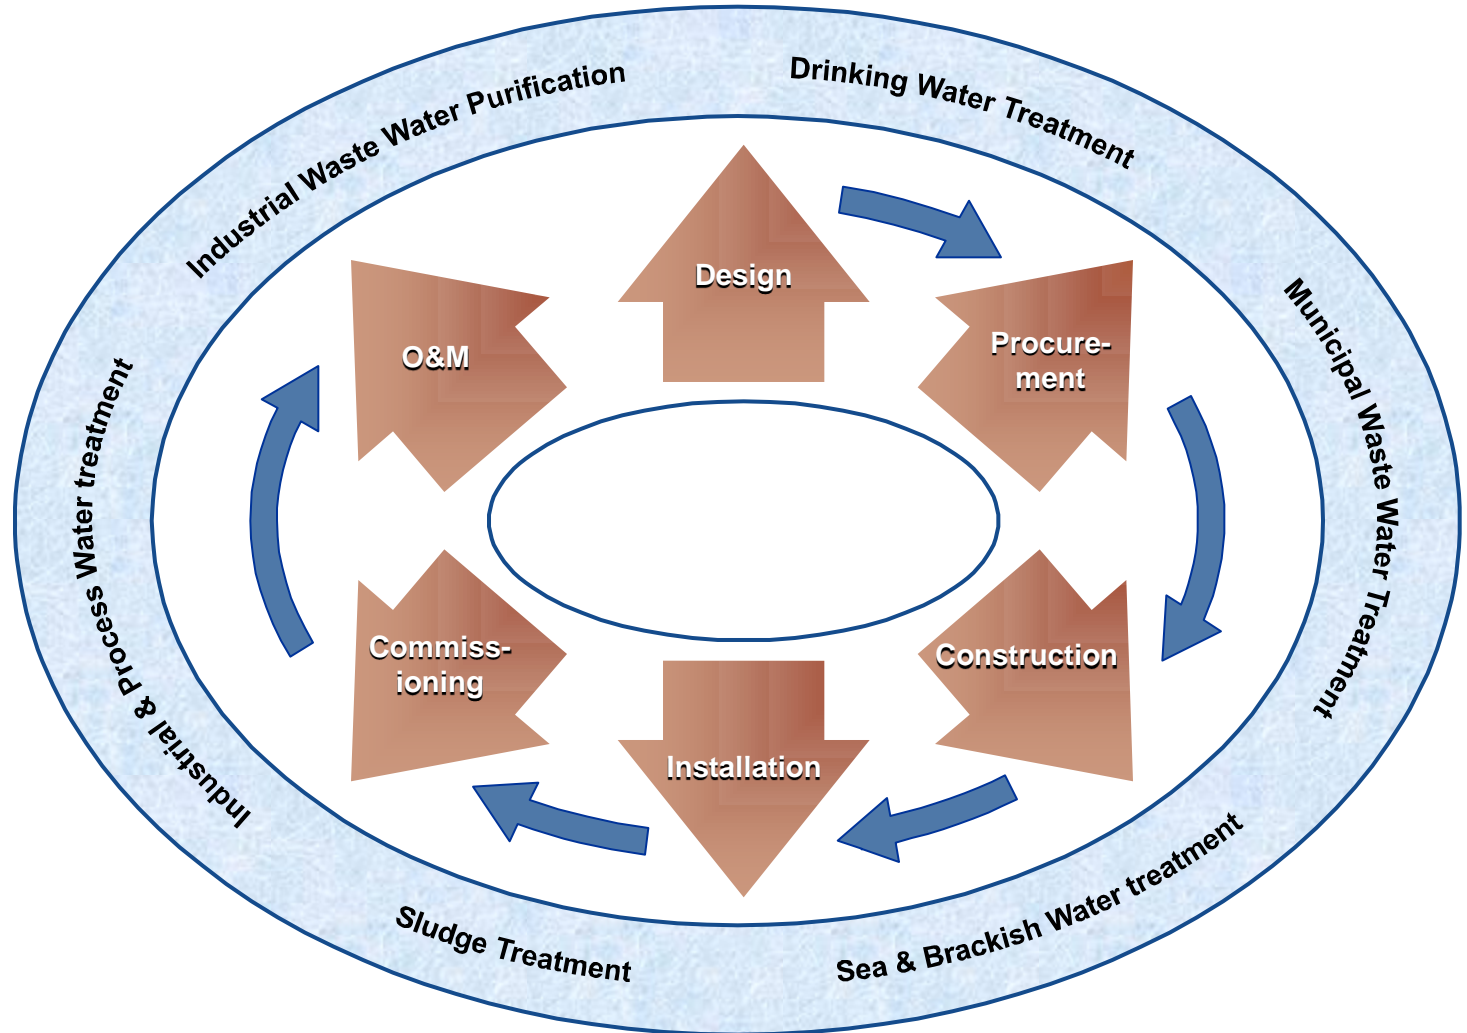 Industrial Waste Water Purification
Drinking Water Treatment
Municipal Waste Water Treatment
Sea & Brackish Water treatment
Sludge Treatment
Industrial & Process Water treatment
Design
Procure-
ment
Construction
Installation
Commiss-
ioning
O&M